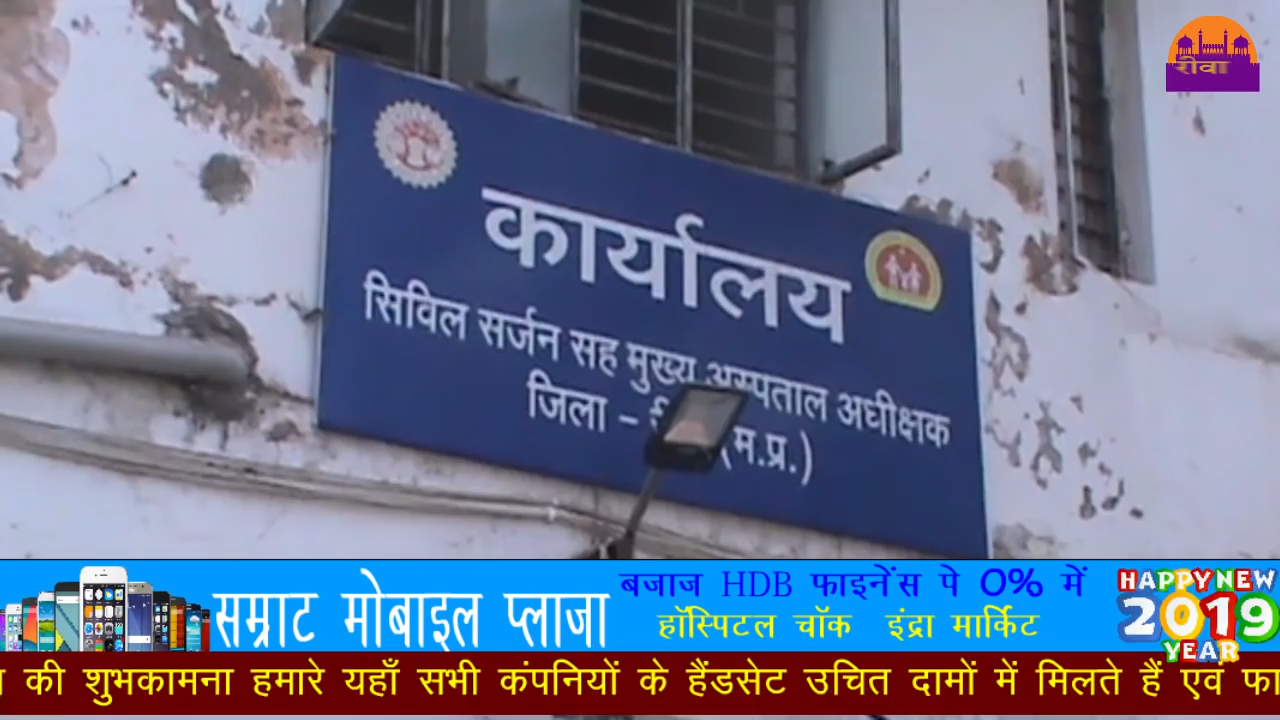 रीवा
कार्यालय
सिविल सर्जन सह मुख्य अस्पताल अधीक्षक
जिला - (म.प्र.)
सम्राट मोबाइल प्लाजा
बजाज HDB फाइनेंस पे 0% में
हॉस्पिटल चॉक इंद्रा मार्किट
HAPPY NEW
2019
YEAR
की शुभकामना हमारे यहाँ सभी कंपनियों के हैंडसेट उचित दामों में मिलते हैं एवं